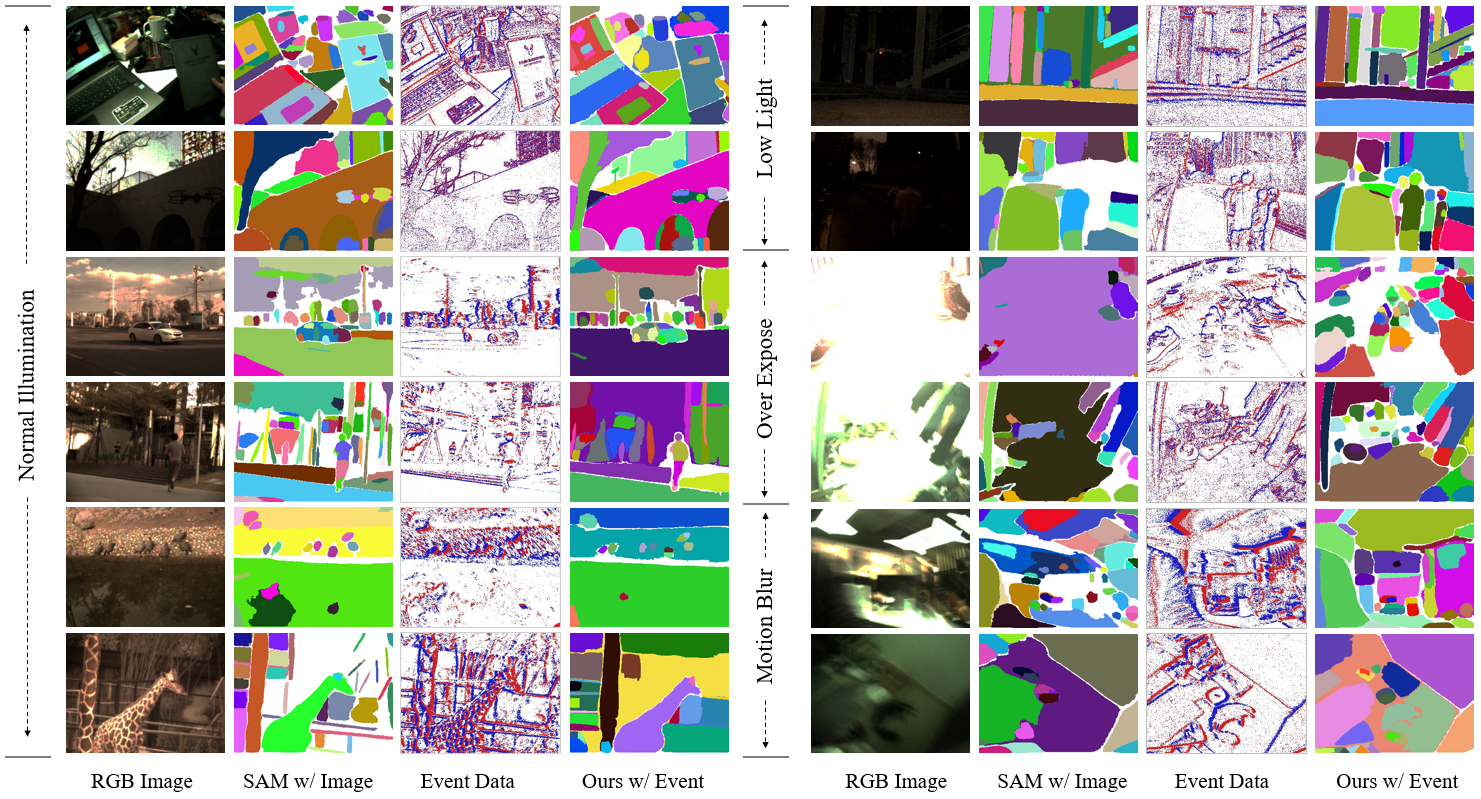 Normal Illumination
Low Light
Over Expose
Motion Blur
RGB Image
SAM w/ Image
Event Data
Ours w/ Event
RGB Image
SAM w/ Image
Event Data
Ours w/ Event